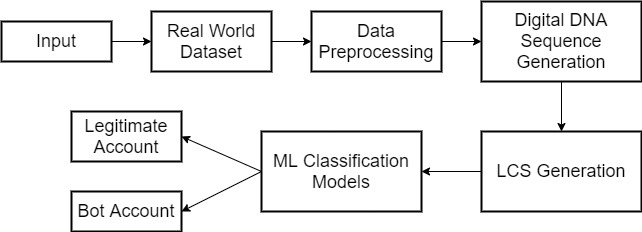 Input
Real World
Dataset
Data
Preprocessing
Digital DNA
Sequence
Generation
LCS Generation
ML Classification
Models
Legitimate
Account
Bot Account